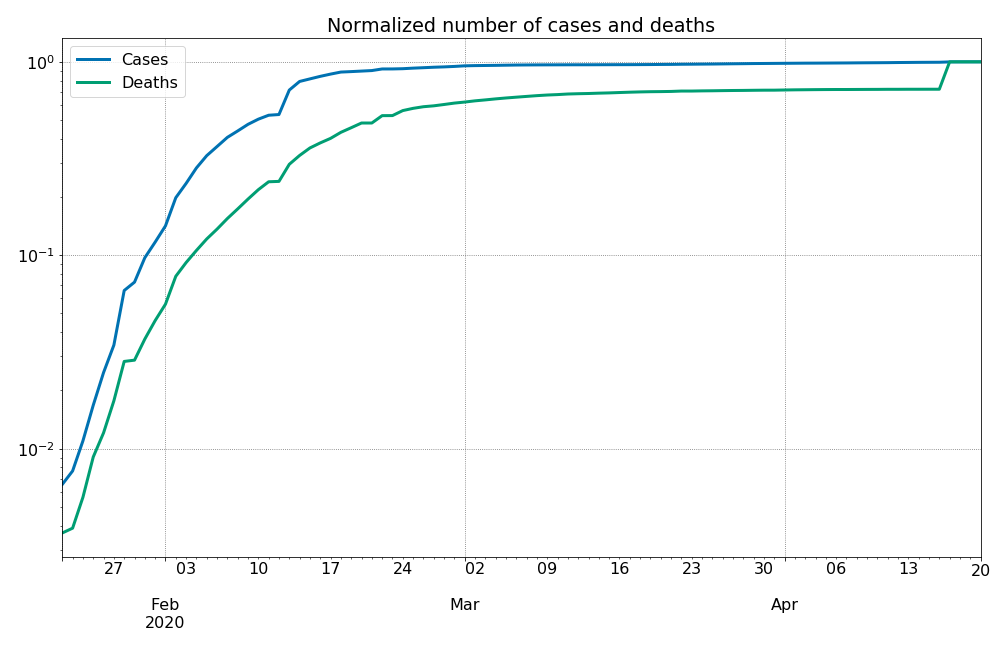 Normalized number of cases and deaths
Cases
Deaths
10⁰
10⁻¹
10⁻²
27 03 10 17 24 02 09 16 23 30 06 13 20
Feb Mar Apr
2020